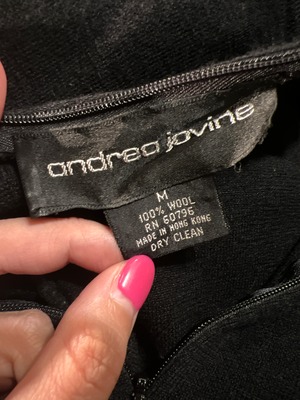 andrea jovine
M
100% WOOL
RN 60796
MADE IN HONG KONG
DRY CLEAN